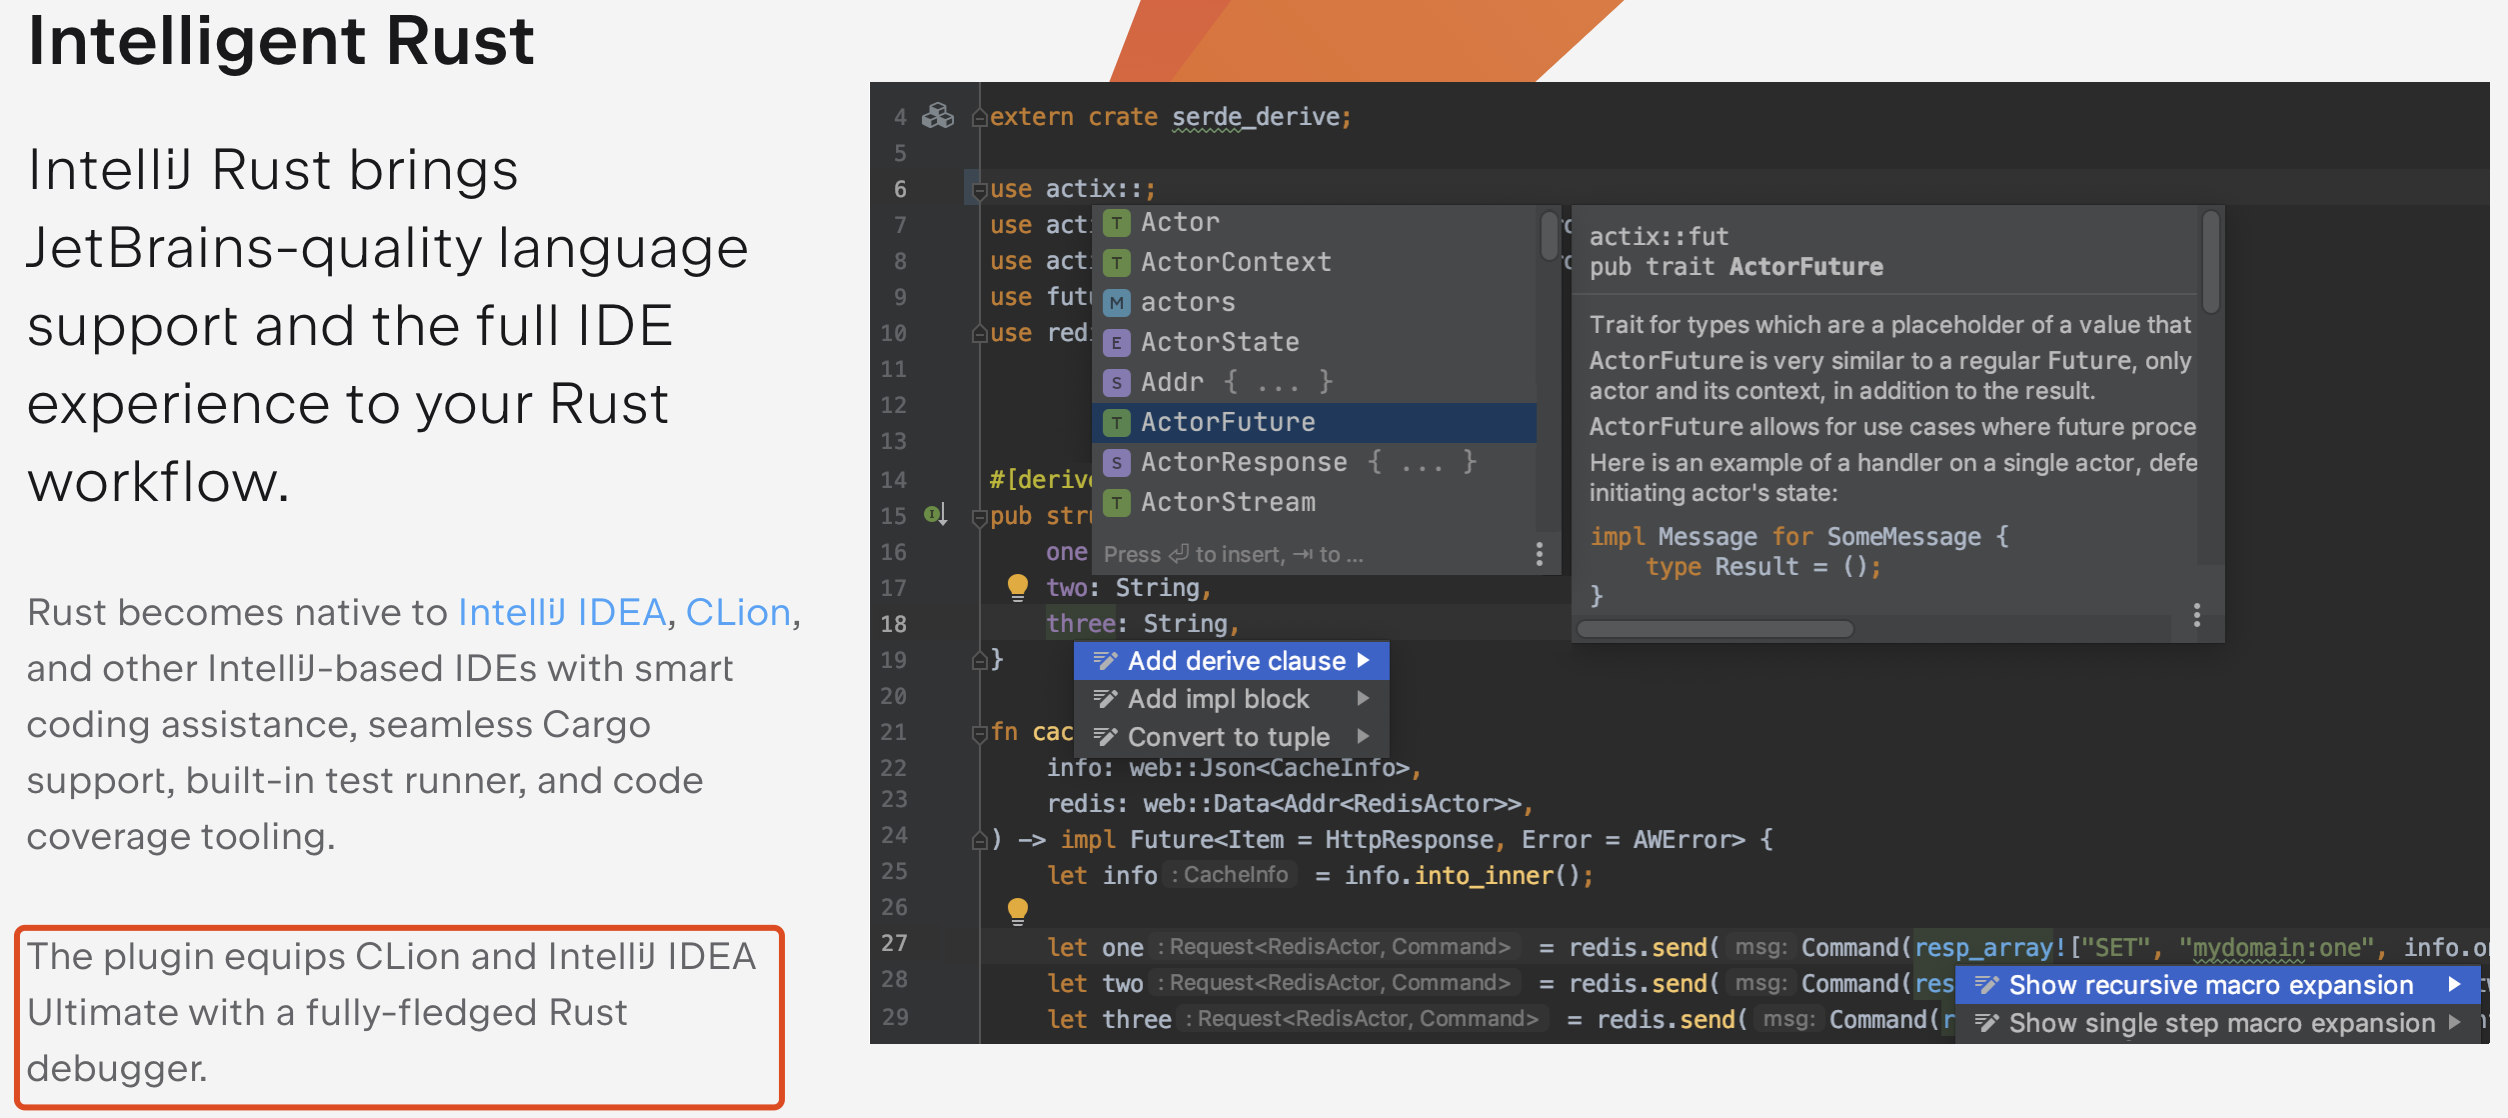 Intelligent Rust
IntelliJ Rust brings
JetBrains-quality language
support and the full IDE
experience to your Rust
workflow.
Rust becomes native to IntelliJ IDEA, CLion,
and other IntelliJ-based IDEs with smart
coding assistance, seamless Cargo
support, built-in test runner, and code
coverage tooling.
The plugin equips CLion and IntelliJ IDEA
Ultimate with a fully-fledged Rust
debugger.
4 extern crate serde_derive;
5
6 use actix::;
7 use acti
8 use acti
9 use futu
10 use redi
11
12
13
14 #[derive
15 pub stru
16 one
17 two: String,
18 three: String,
19 }
20
21 fn cac
22 info: web::Json<CacheInfo>,
23 redis: web::Data<Addr<RedisActor>>,
24 ) -> impl Future<Item = HttpResponse, Error = AWError> {
25 let info : CacheInfo = info.into_inner();
26
27 let one : Request<RedisActor, Command> = redis.send( msg: Command(resp_array!["SET", "mydomain:one", info.on
28 let two : Request<RedisActor, Command> = redis.send( msg: Command(res
29 let three : Request<RedisActor, Command> = redis.send( msg: Command(r
T Actor
T ActorContext
M actors
E ActorState
S Addr { ... }
T ActorFuture
S ActorResponse { ... }
T ActorStream
Press ⏎ to insert, ⇥ to ...
actix::fut
pub trait ActorFuture
Trait for types which are a placeholder of a value that
ActorFuture is very similar to a regular Future, only
actor and its context, in addition to the result.
ActorFuture allows for use cases where future proce
Here is an example of a handler on a single actor, defe
initiating actor's state:
impl Message for SomeMessage {
type Result = ();
}
Add derive clause
Add impl block
Convert to tuple
Show recursive macro expansion
Show single step macro expansion